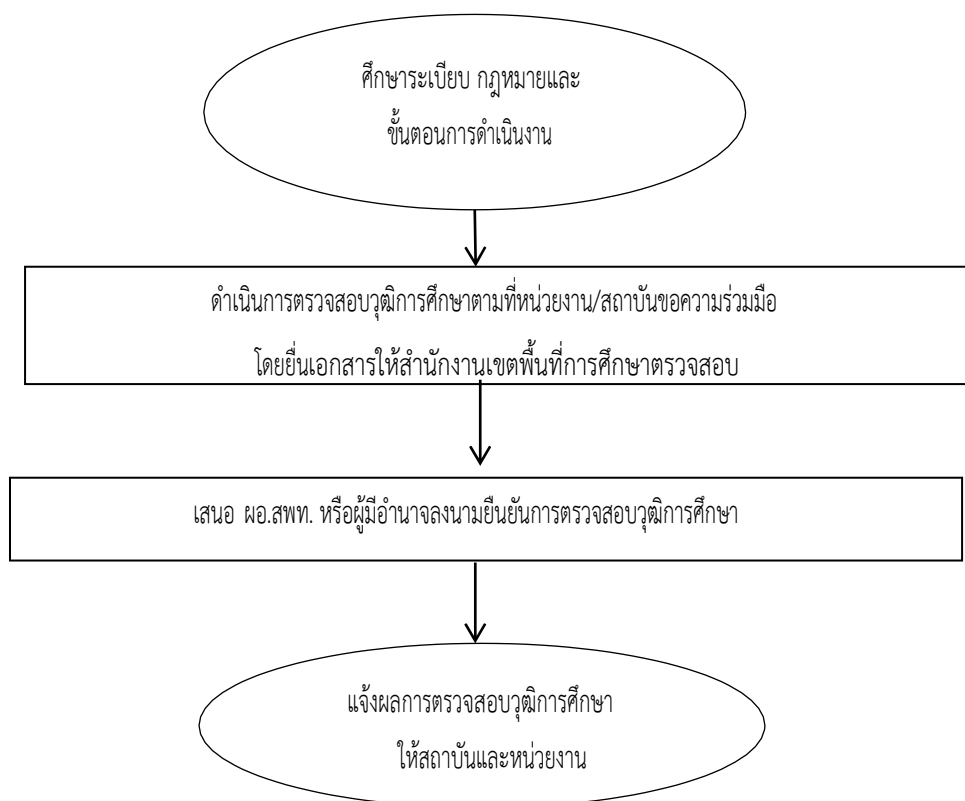 ศึกษาระเบียบ กฎหมายและ
ขั้นตอนการดำเนินงาน
ดำเนินการตรวจสอบวุฒิการศึกษาตามที่หน่วยงาน/สถาบันขอความร่วมมือ
โดยยื่นเอกสารให้สำนักงานเขตพื้นที่การศึกษาตรวจสอบ
เสนอ ผอ.สพท. หรือผู้มีอำนาจลงนามยืนยันการตรวจสอบวุฒิการศึกษา
แจ้งผลการตรวจสอบวุฒิการศึกษา
ให้สถาบันและหน่วยงาน